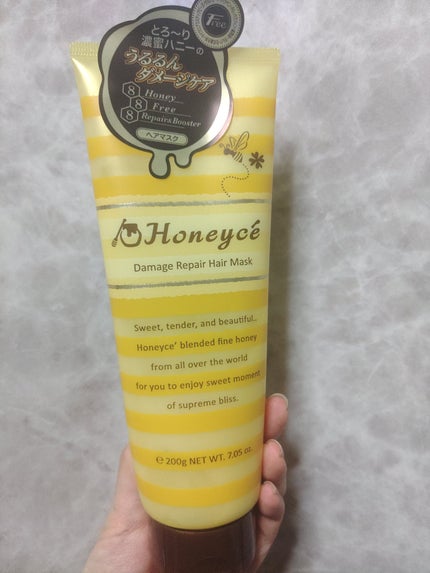 Free
とろ～り
濃蜜ハニーの
うるるん
ダメージケア
8 Honey
8 Free
8 Repairs Booster
ヘアマスク
Honeycé
Damage Repair Hair Mask
Sweet, tender, and beautiful..
Honeyce' blended fine honey
from all over the world
for you to enjoy sweet moment
of supreme bliss.
℮ 200g NET WT. 7.05 oz.